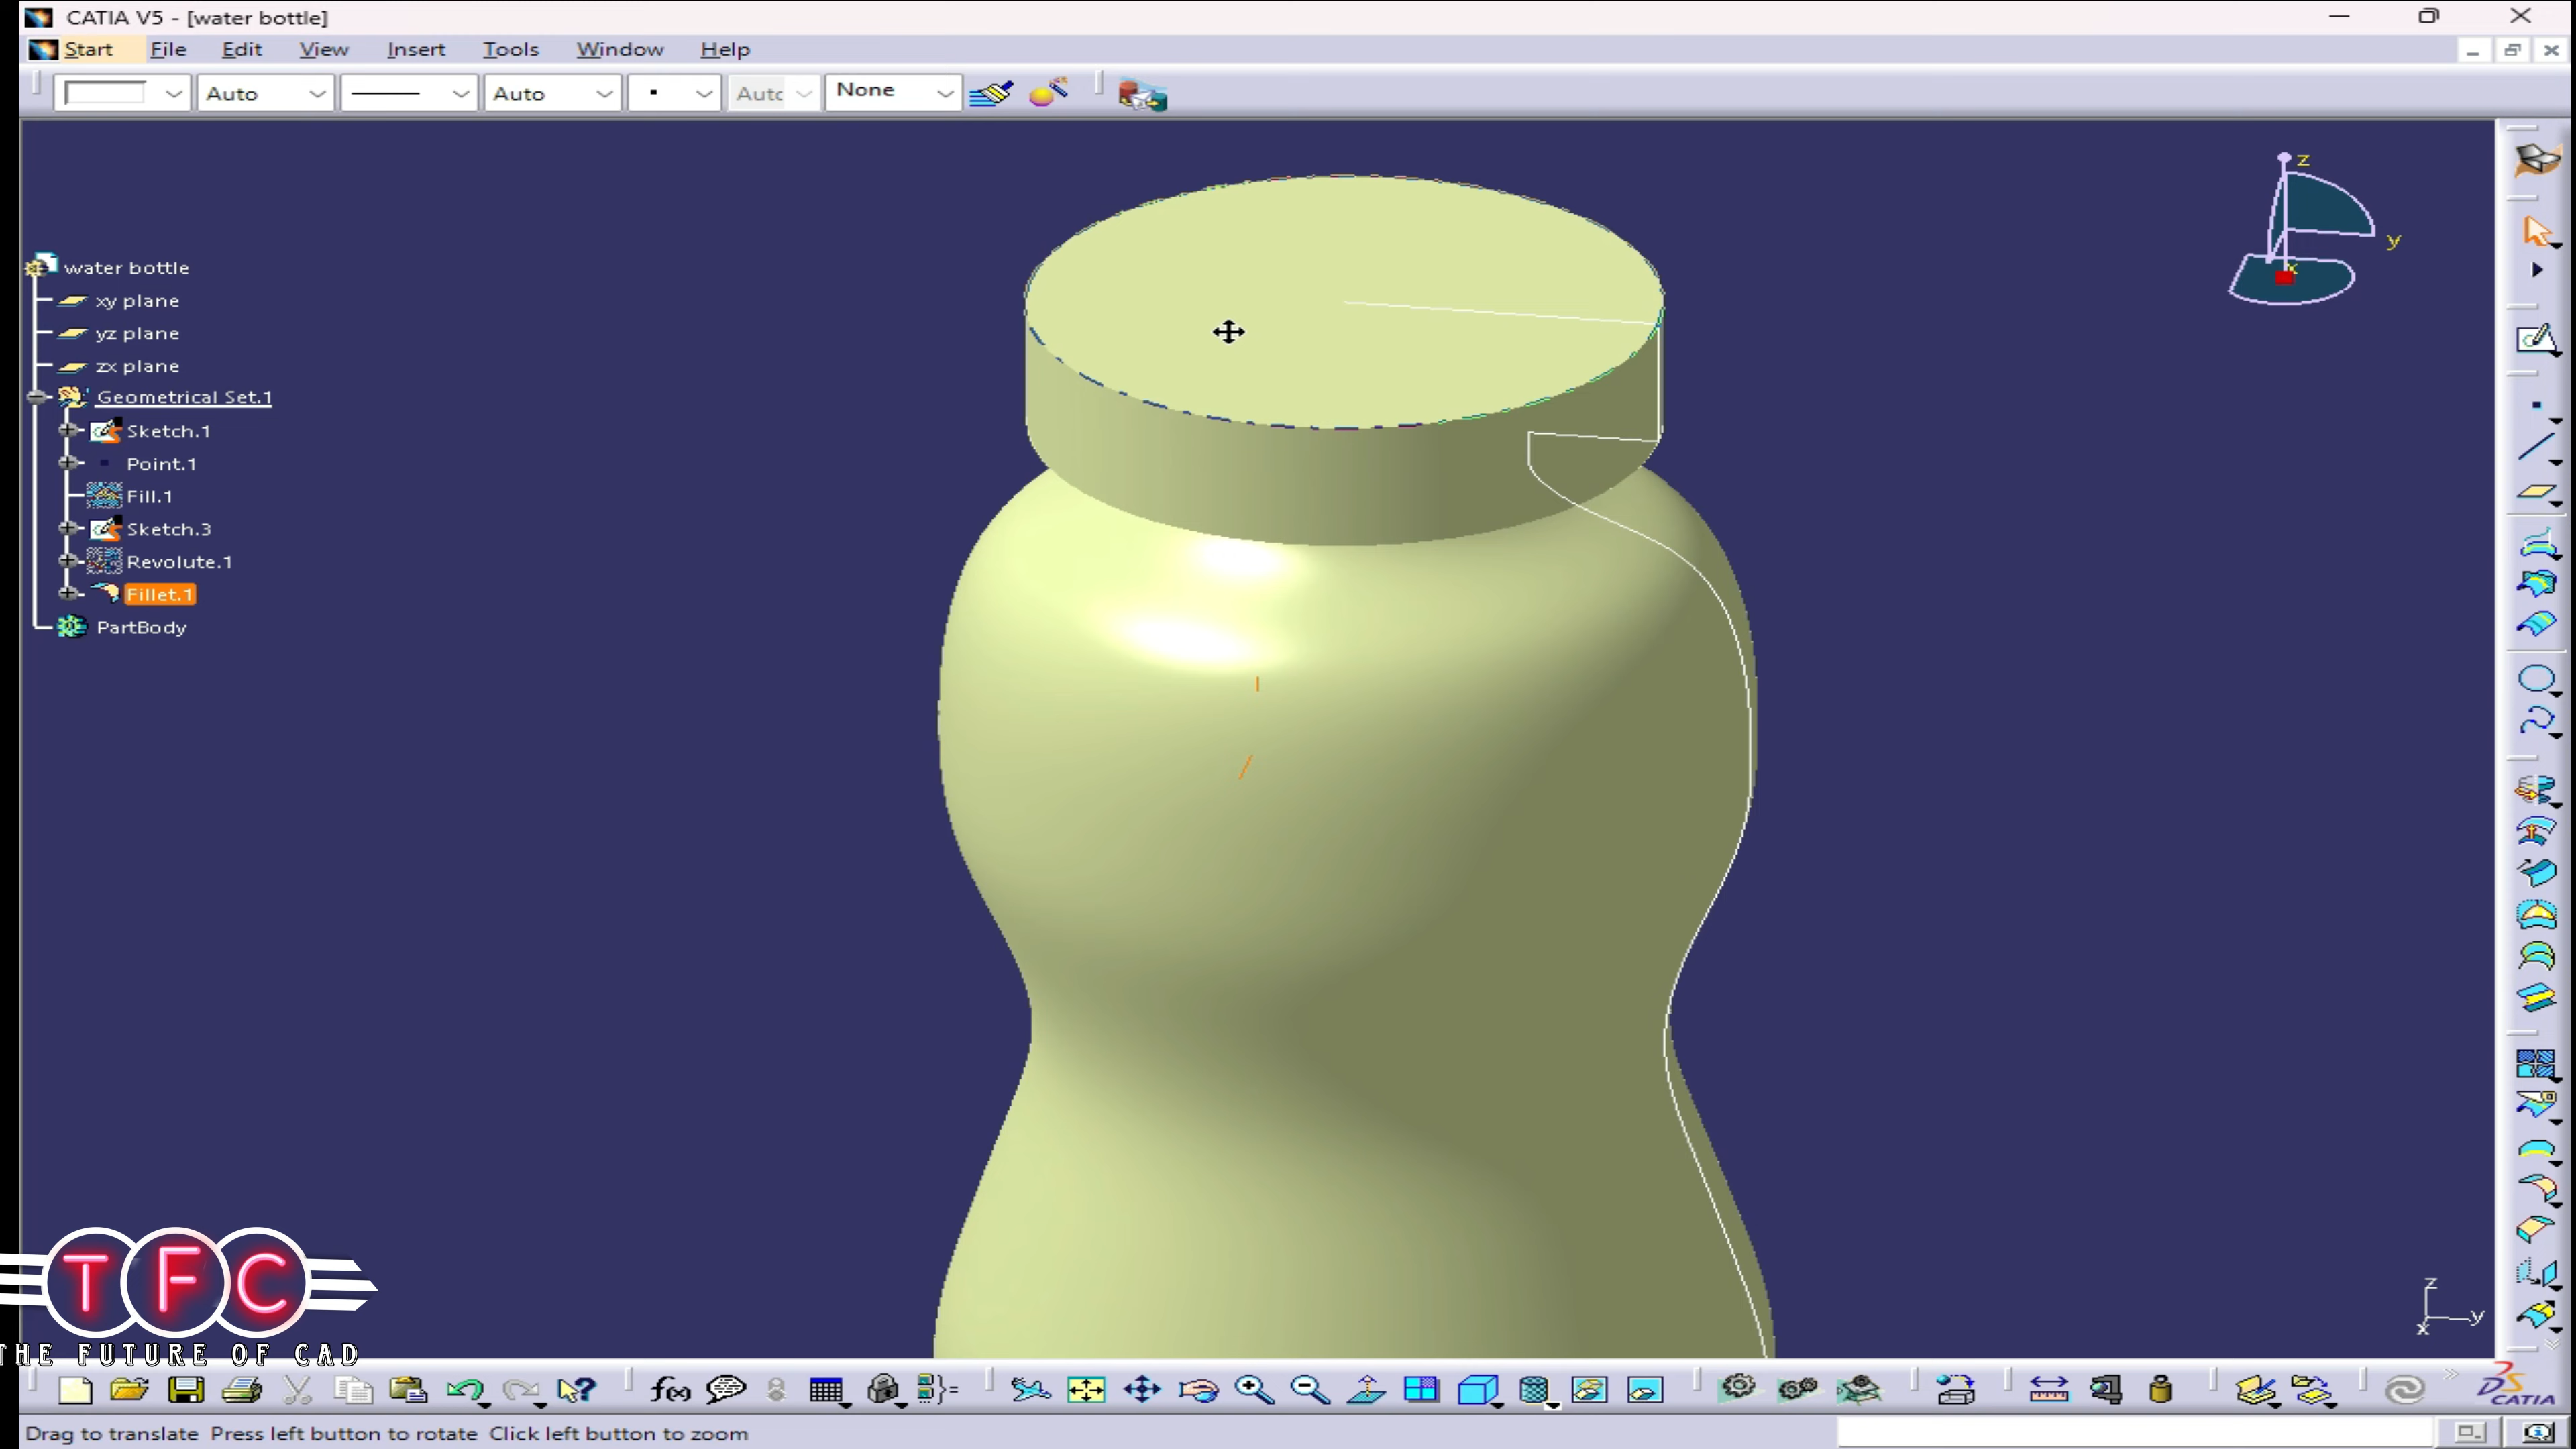 CATIA V5 - [water bottle]
Start File Edit View Insert Tools Window Help
Auto Auto Auto None
z
y
x
water bottle
xy plane
yz plane
zx plane
Geometrical Set.1
Sketch.1
Point.1
Fill.1
Sketch.3
Revolute.1
Fillet.1
PartBody
TFC
THE FUTURE OF CAD
z
y
x
f(x)
CATIA
Drag to translate Press left button to rotate Click left button to zoom